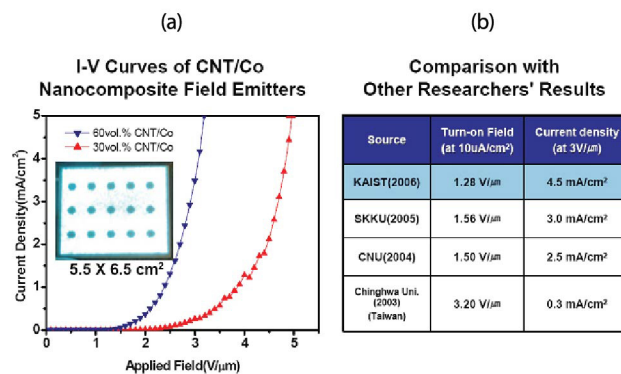 (a)
I-V Curves of CNT/Co
Nanocomposite Field Emitters
5
4
3
2
1
0
Current Density(mA/cm²)
60vol.% CNT/Co
30vol.% CNT/Co
5.5 X 6.5 cm²
0 1 2 3 4 5
Applied Field(V/μm)
(b)
Comparison with
Other Researchers' Results
Source Turn-on Field (at 10uA/cm²) Current density (at 3V/㎛)
KAIST(2006) 1.28 V/㎛ 4.5 mA/cm²
SKKU(2005) 1.56 V/㎛ 3.0 mA/cm²
CNU(2004) 1.50 V/㎛ 2.5 mA/cm²
Chinghwa Uni. (2003) (Taiwan) 3.20 V/㎛ 0.3 mA/cm²